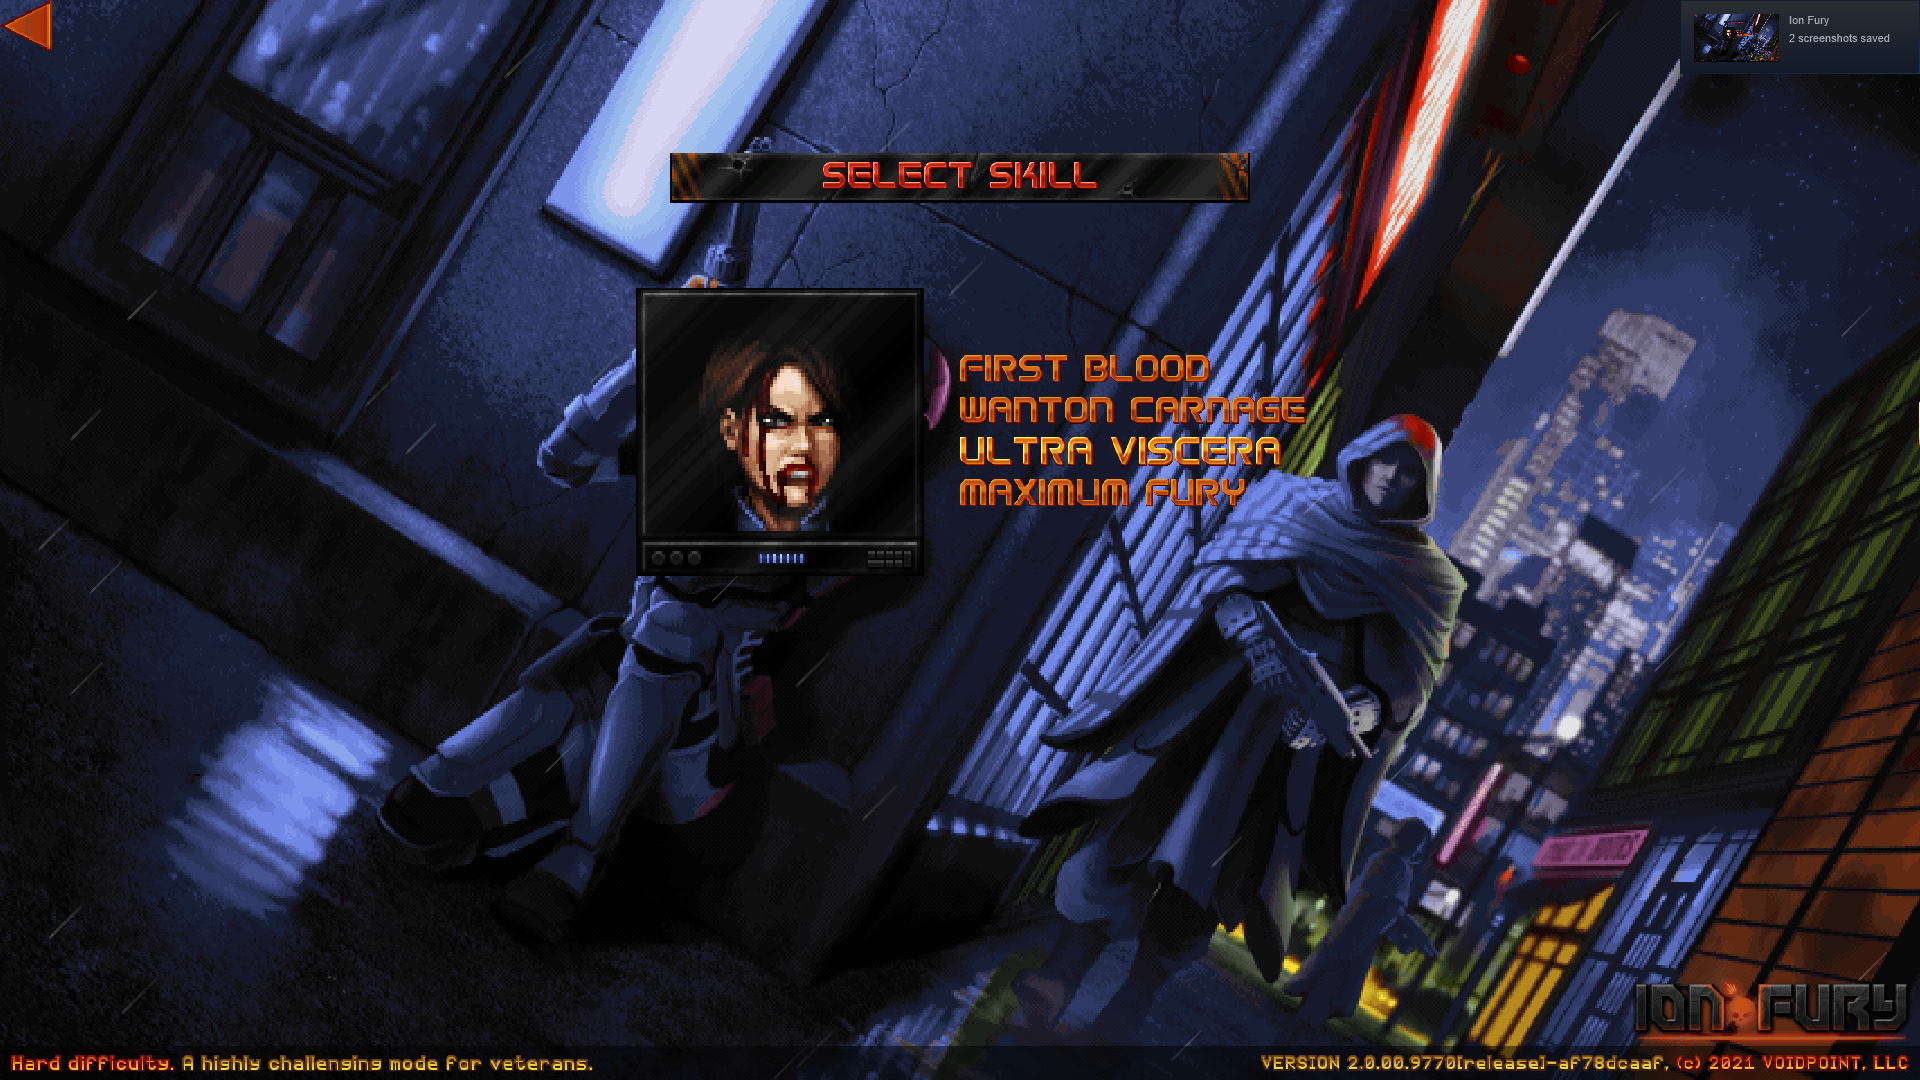 Ion Fury
2 screenshots saved
SELECT SKILL
FIRST BLOOD
WANTON CARNAGE
ULTRA VISCERA
MAXIMUM FURY
ION FURY
Hard difficulty. A highly challenging mode for veterans.
VERSION 2.0.00.9770[release]-af78dcaaf, (c) 2021 VOIDPOINT, LLC